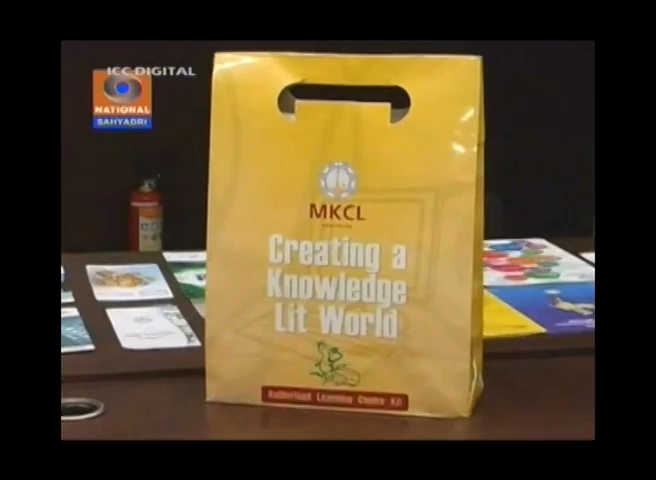 ICC DIGITAL
NATIONAL
SAHYADRI
MKCL
Creating a
Knowledge
Lit World
Authorised Learning Centre Kit